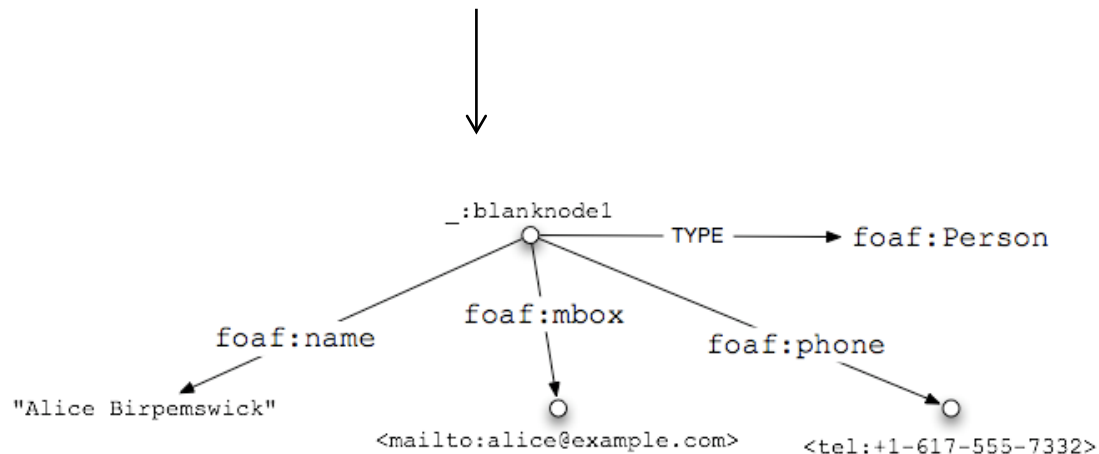 _:blanknode1
TYPE
foaf:Person
foaf:mbox
foaf:name
foaf:phone
"Alice Birpemswick"
<mailto:alice@example.com>
<tel:+1-617-555-7332>